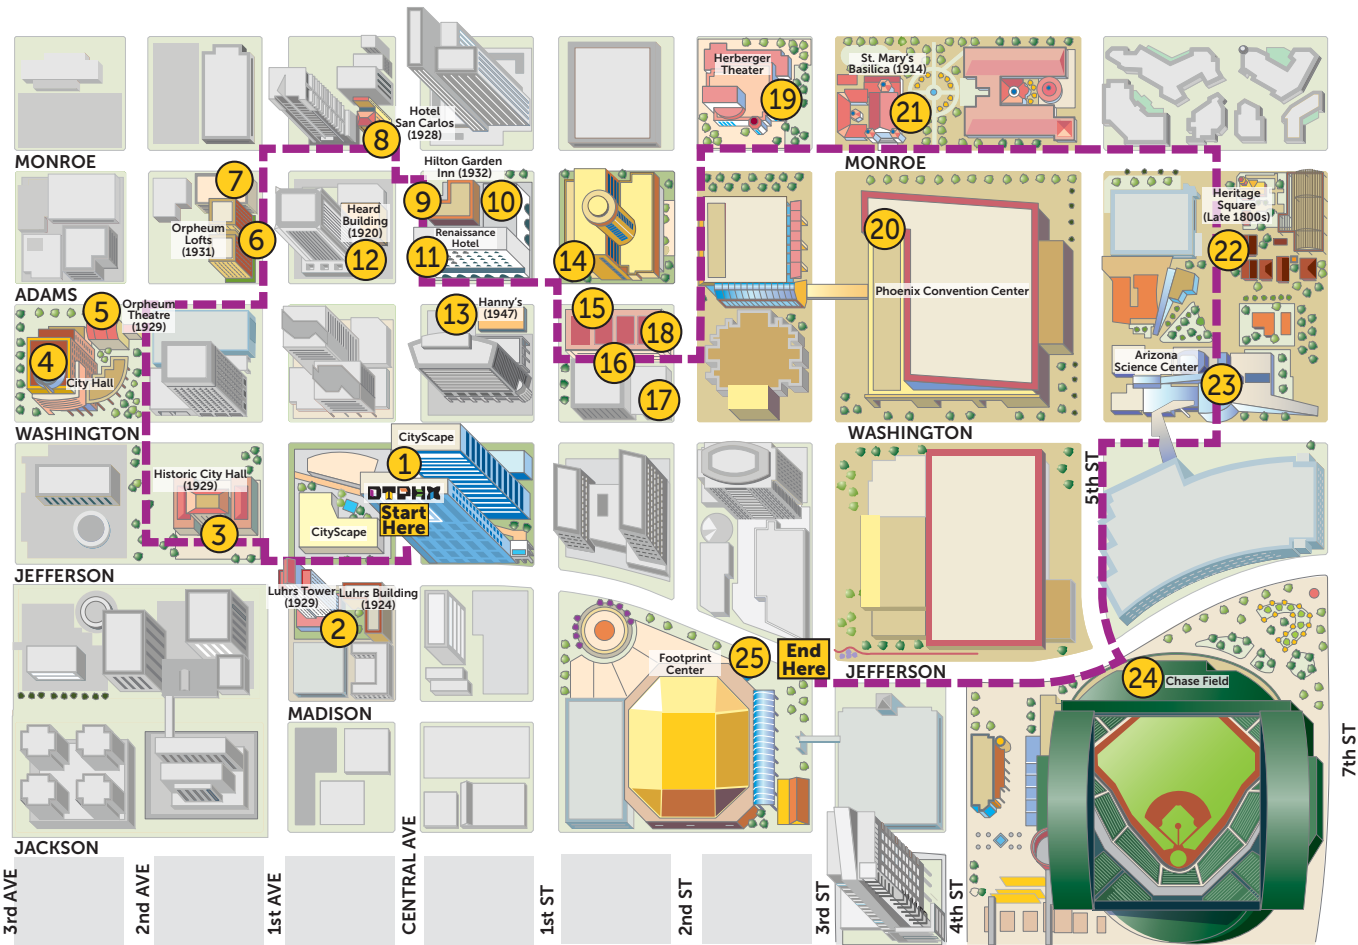 Herberger
Theater
19
St. Mary's
Basilica (1914)
21
Hotel
San Carlos
(1928)
8
MONROE
MONROE
7
Hilton Garden
Inn (1932)
9
10
Orpheum
Lofts
(1931)
6
Heard
Building
(1920)
12
Renaissance
Hotel
11
14
20
Heritage
Square
(Late 1800s)
22
Phoenix Convention Center
ADAMS
5
Orpheum
Theatre
(1929)
13
Hanny's
(1947)
15
18
16
17
4
City Hall
Arizona
Science Center
23
WASHINGTON
WASHINGTON
CityScape
1
DTPHX
Start
Here
CityScape
Historic City Hall
(1929)
3
5th ST
JEFFERSON
Luhrs Tower
(1929)
Luhrs Building
(1924)
2
Footprint
Center
25
End
Here
JEFFERSON
24
Chase Field
MADISON
7th ST
JACKSON
3rd AVE
2nd AVE
1st AVE
CENTRAL AVE
1st ST
2nd ST
3rd ST
4th ST